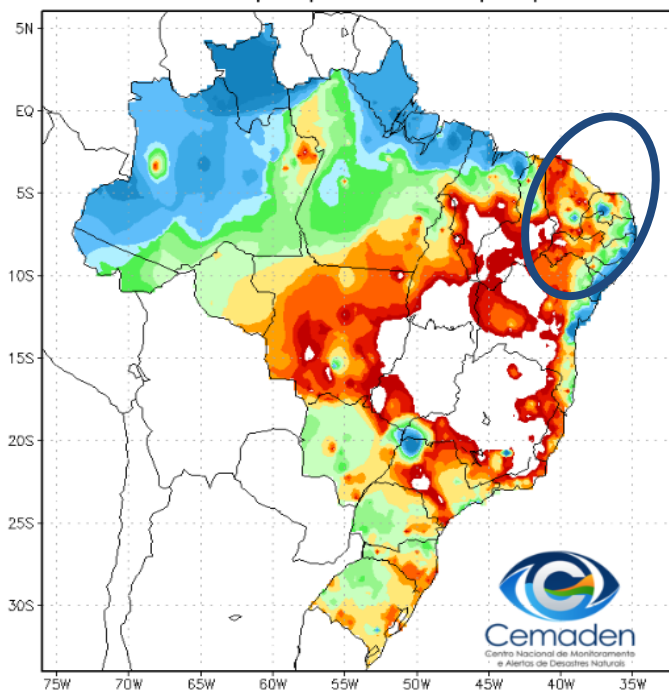 5N
EQ
5S
10S
15S
20S
25S
30S
75W 70W 65W 60W 55W 50W 45W 40W 35W
Cemaden
Centro Nacional de Monitoramento
e Alertas de Desastres Naturais